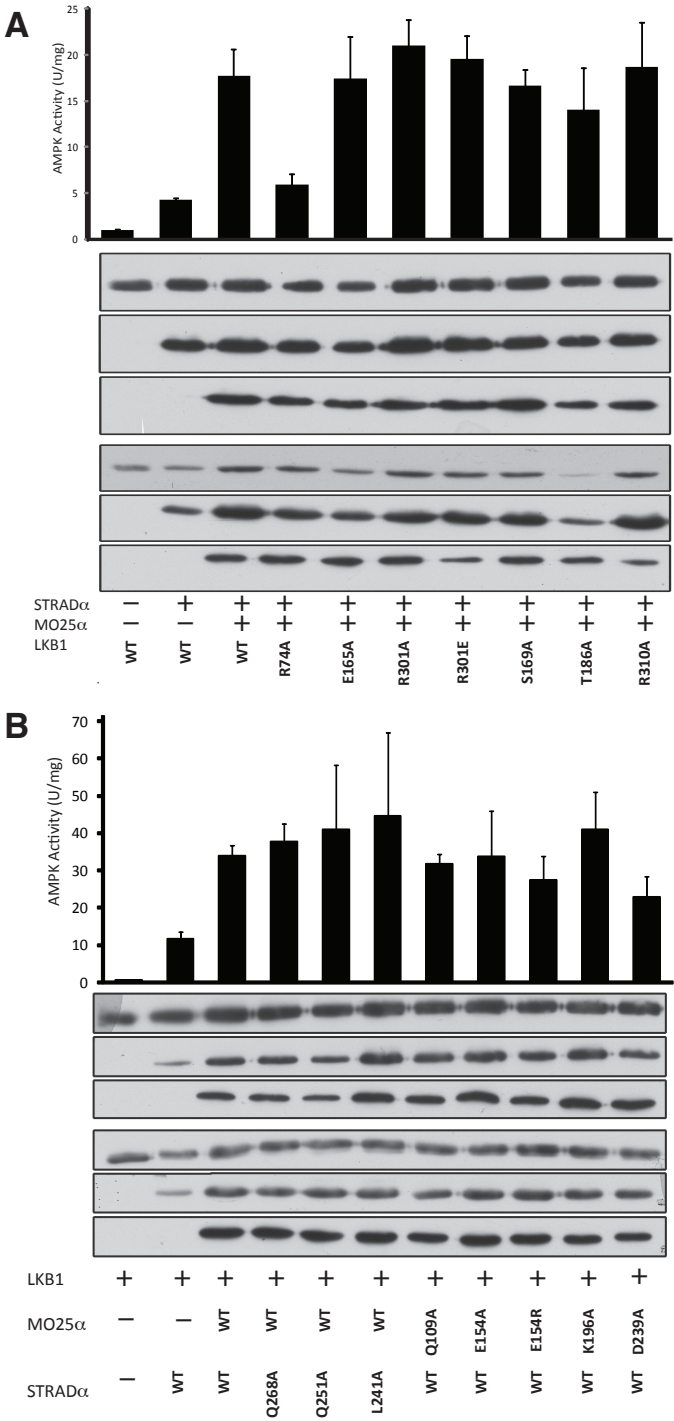 A
AMPK Activity (U/mg)
25
20
15
10
5
0
STRADα − + + + + + + + + +
MO25α − − + + + + + + + +
LKB1 WT WT WT R74A E165A R301A R301E S169A T186A R310A
B
AMPK Activity (U/mg)
70
60
50
40
30
20
10
0
LKB1 + + + + + + + + + + +
MO25α − − WT WT WT WT Q109A E154A E154R K196A D239A
STRADα − WT WT Q268A Q251A L241A WT WT WT WT WT